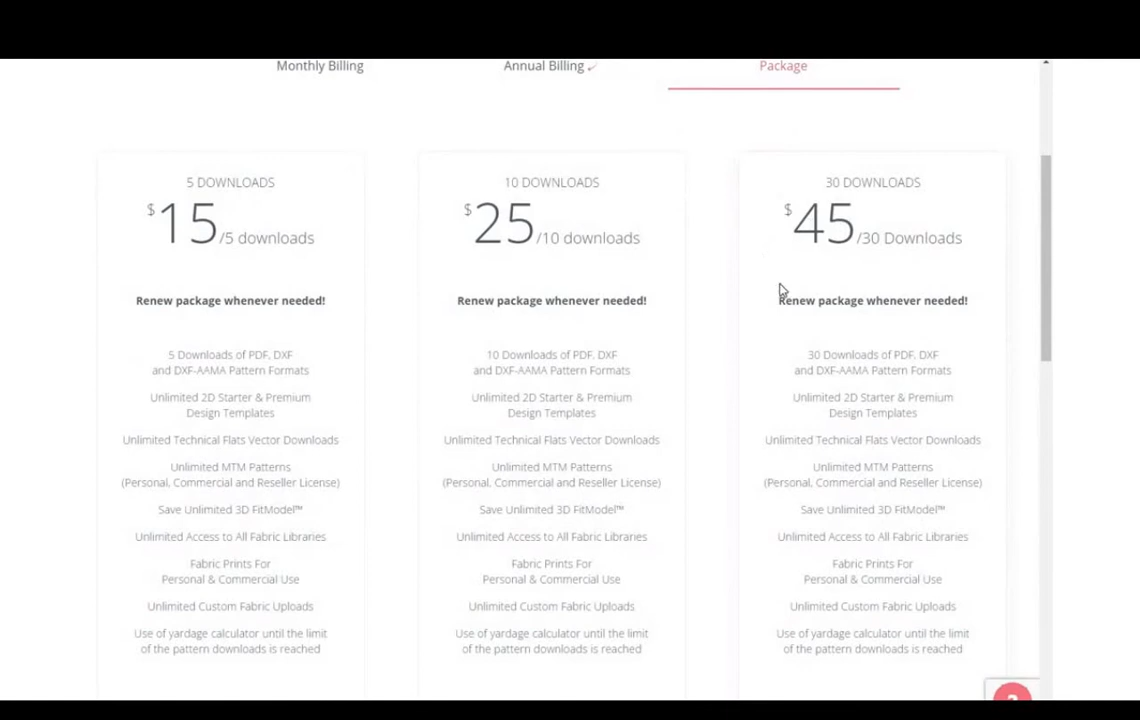 Monthly Billing
Annual Billing
Package
5 DOWNLOADS
$15/5 downloads
Renew package whenever needed!
5 Downloads of PDF, DXF
and DXF-AAMA Pattern Formats
Unlimited 2D Starter & Premium
Design Templates
Unlimited Technical Flats Vector Downloads
Unlimited MTM Patterns
(Personal, Commercial and Reseller License)
Save Unlimited 3D FitModel™
Unlimited Access to All Fabric Libraries
Fabric Prints For
Personal & Commercial Use
Unlimited Custom Fabric Uploads
Use of yardage calculator until the limit
of the pattern downloads is reached
10 DOWNLOADS
$25/10 downloads
Renew package whenever needed!
10 Downloads of PDF, DXF
and DXF-AAMA Pattern Formats
Unlimited 2D Starter & Premium
Design Templates
Unlimited Technical Flats Vector Downloads
Unlimited MTM Patterns
(Personal, Commercial and Reseller License)
Save Unlimited 3D FitModel™
Unlimited Access to All Fabric Libraries
Fabric Prints For
Personal & Commercial Use
Unlimited Custom Fabric Uploads
Use of yardage calculator until the limit
of the pattern downloads is reached
30 DOWNLOADS
$45/30 Downloads
Renew package whenever needed!
30 Downloads of PDF, DXF
and DXF-AAMA Pattern Formats
Unlimited 2D Starter & Premium
Design Templates
Unlimited Technical Flats Vector Downloads
Unlimited MTM Patterns
(Personal, Commercial and Reseller License)
Save Unlimited 3D FitModel™
Unlimited Access to All Fabric Libraries
Fabric Prints For
Personal & Commercial Use
Unlimited Custom Fabric Uploads
Use of yardage calculator until the limit
of the pattern downloads is reached